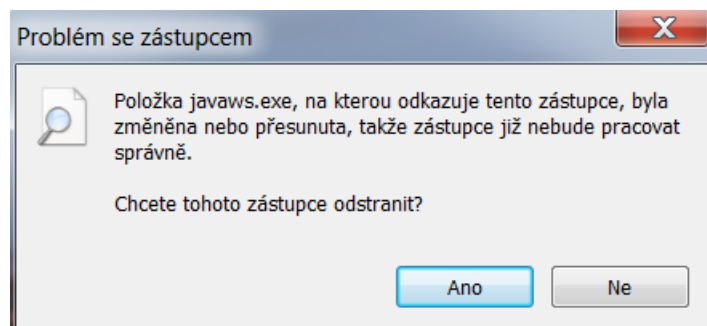 Problém se zástupcem
Položka javaws.exe, na kterou odkazuje tento zástupce, byla
změněna nebo přesunuta, takže zástupce již nebude pracovat
správně.
Chcete tohoto zástupce odstranit?
Ano
Ne